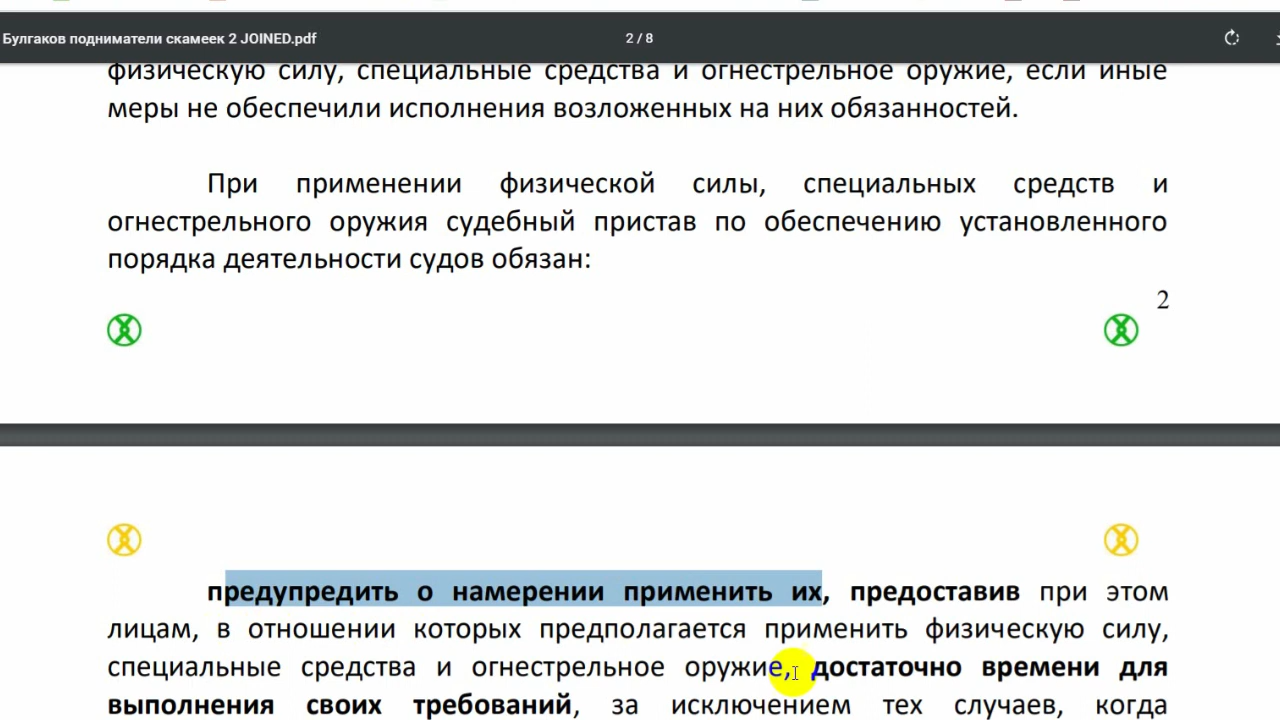 Булгаков подниматели скамеек 2 JOINED.pdf
2 / 8
физическую силу, специальные средства и огнестрельное оружие, если иные
меры не обеспечили исполнения возложенных на них обязанностей.
При применении физической силы, специальных средств и
огнестрельного оружия судебный пристав по обеспечению установленного
порядка деятельности судов обязан:
2
предупредить о намерении применить их, предоставив при этом
лицам, в отношении которых предполагается применить физическую силу,
специальные средства и огнестрельное оружие, достаточно времени для
выполнения своих требований, за исключением тех случаев, когда